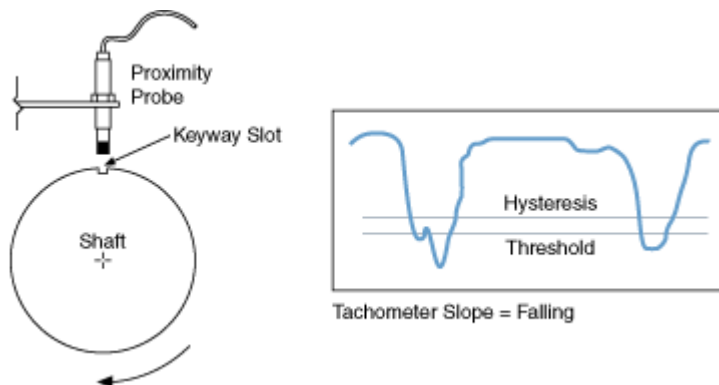 Proximity
Probe
Keyway Slot
Shaft
Hysteresis
Threshold
Tachometer Slope = Falling